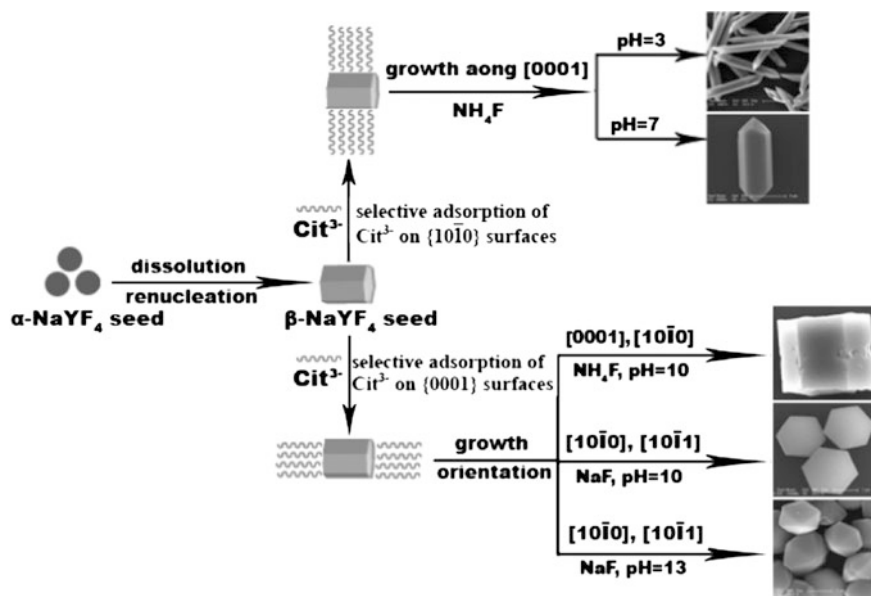 growth aong [0001]
NH₄F
pH=3
pH=7
Cit³⁻
selective adsorption of
Cit³⁻ on {101̄0} surfaces
dissolution
renucleation
α-NaYF₄ seed
β-NaYF₄ seed
Cit³⁻
selective adsorption of
Cit³⁻ on {0001} surfaces
growth
orientation
[0001], [101̄0]
NH₄F, pH=10
[101̄0], [101̄1]
NaF, pH=10
[101̄0], [101̄1]
NaF, pH=13